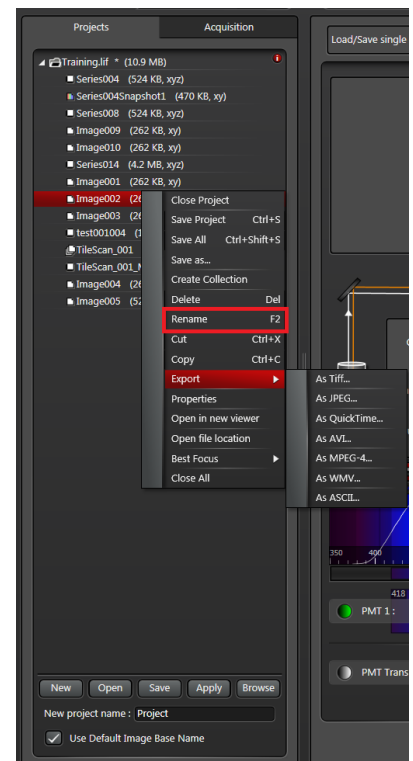 Projects
Acquisition
Load/Save single
Training.lif * (10.9 MB)
Series004 (524 KB, xyz)
Series004Snapshot1 (470 KB, xy)
Series008 (524 KB, xyz)
Image009 (262 KB, xy)
Image010 (262 KB, xy)
Series014 (4.2 MB, xyz)
Image001 (262 KB, xy)
Image002 (26
Image003 (26
test001004 (1
TileScan_001
TileScan_001_
Image004 (26
Image005 (52
Close Project
Save Project Ctrl+S
Save All Ctrl+Shift+S
Save as...
Create Collection
Delete Del
Rename F2
Cut Ctrl+X
Copy Ctrl+C
Export
Properties
Open in new viewer
Open file location
Best Focus
Close All
As Tiff...
As JPEG...
As QuickTime...
As AVI...
As MPEG-4...
As WMV...
As ASCII...
350 400
418
PMT 1 :
PMT Trans
New Open Save Apply Browse
New project name : Project
Use Default Image Base Name